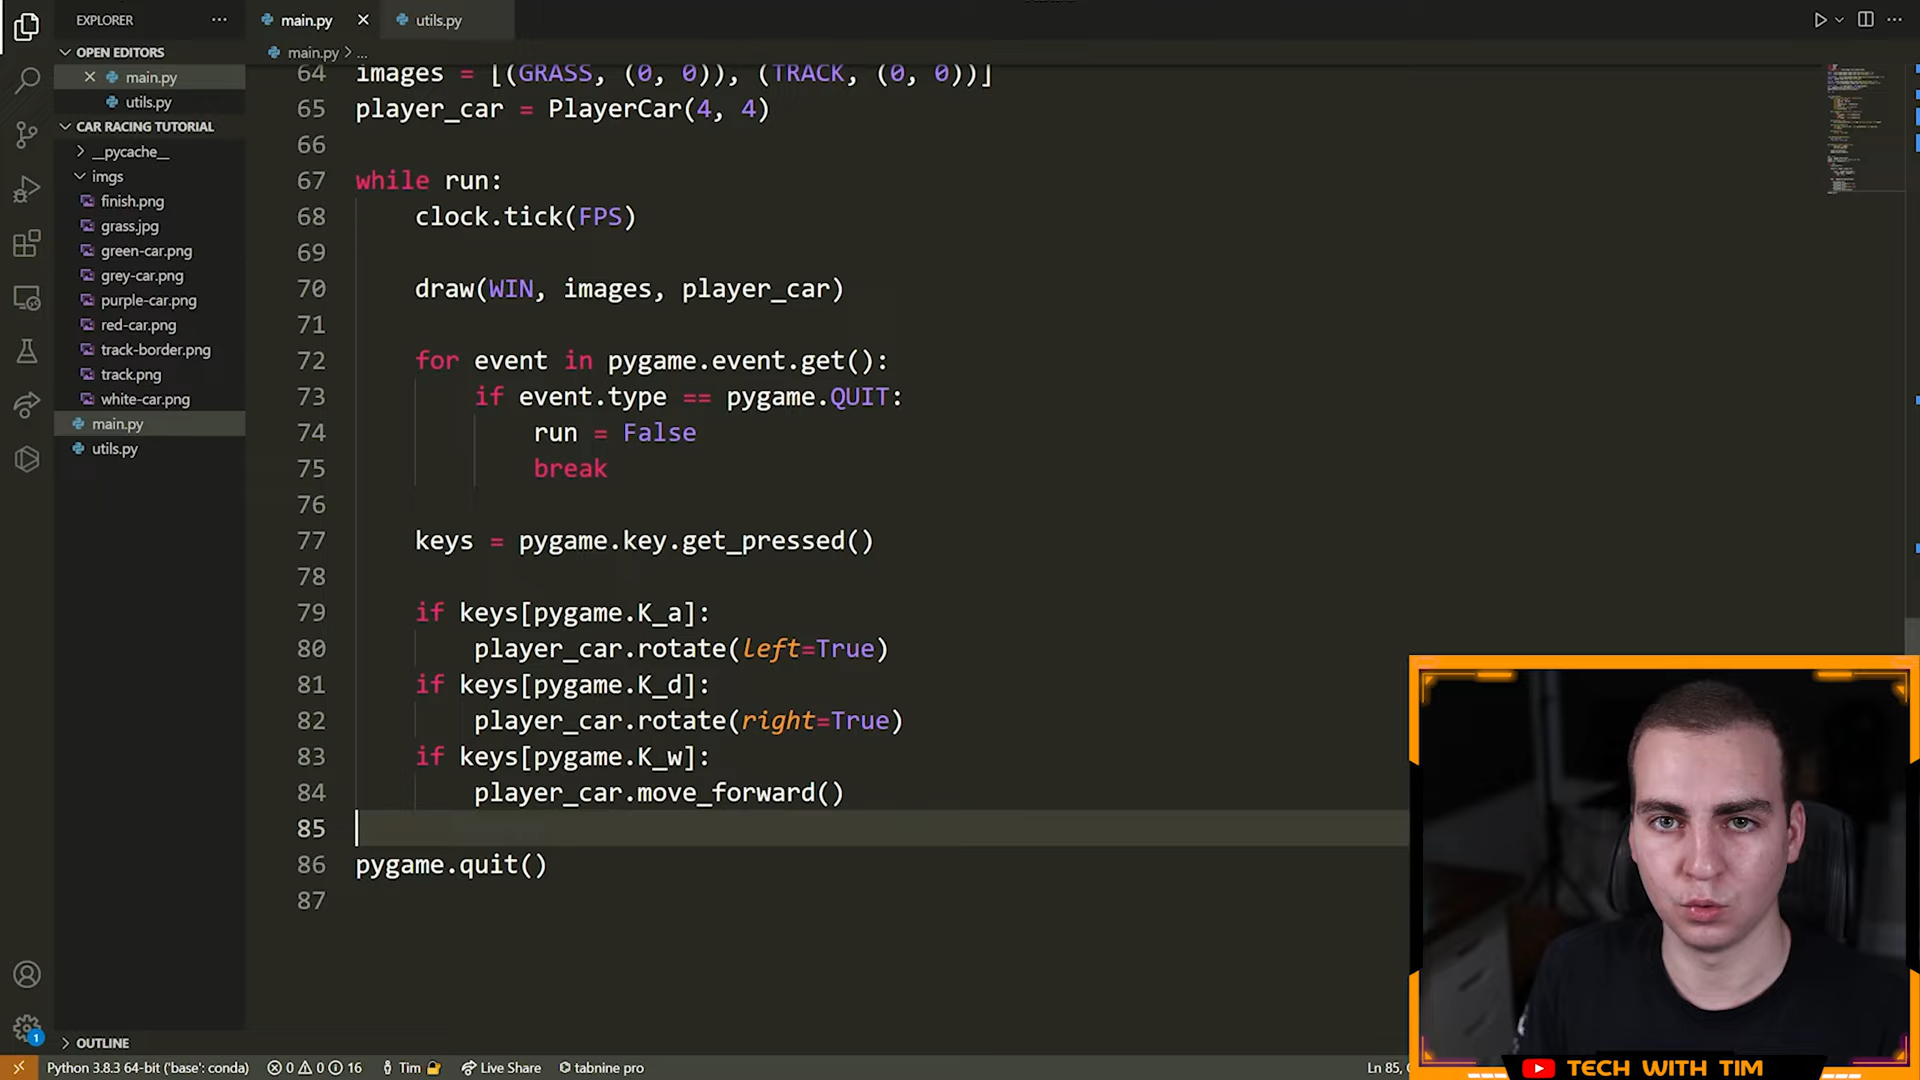 EXPLORER
···
main.py
utils.py
OPEN EDITORS
main.py
utils.py
CAR RACING TUTORIAL
__pycache__
imgs
finish.png
grass.jpg
green-car.png
grey-car.png
purple-car.png
red-car.png
track-border.png
track.png
white-car.png
main.py
utils.py
OUTLINE
main.py > ...
64 images = [(GRASS, (0, 0)), (TRACK, (0, 0))]
65 player_car = PlayerCar(4, 4)
66
67 while run:
68 clock.tick(FPS)
69
70 draw(WIN, images, player_car)
71
72 for event in pygame.event.get():
73 if event.type == pygame.QUIT:
74 run = False
75 break
76
77 keys = pygame.key.get_pressed()
78
79 if keys[pygame.K_a]:
80 player_car.rotate(left=True)
81 if keys[pygame.K_d]:
82 player_car.rotate(right=True)
83 if keys[pygame.K_w]:
84 player_car.move_forward()
85
86 pygame.quit()
87
1
Python 3.8.3 64-bit ('base': conda) 0 0 16 Tim Live Share tabnine pro Ln 85,
TECH WITH TIM